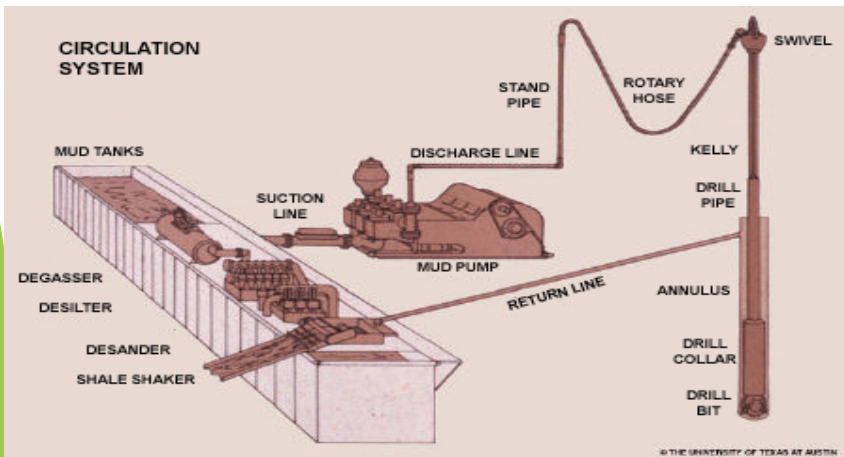 CIRCULATION
SYSTEM
STAND
PIPE
ROTARY
HOSE
SWIVEL
MUD TANKS
DISCHARGE LINE
KELLY
SUCTION
LINE
DRILL
PIPE
MUD PUMP
DEGASSER
RETURN LINE
ANNULUS
DESILTER
DESANDER
DRILL
COLLAR
SHALE SHAKER
DRILL
BIT
© THE UNIVERSITY OF TEXAS AT AUSTIN